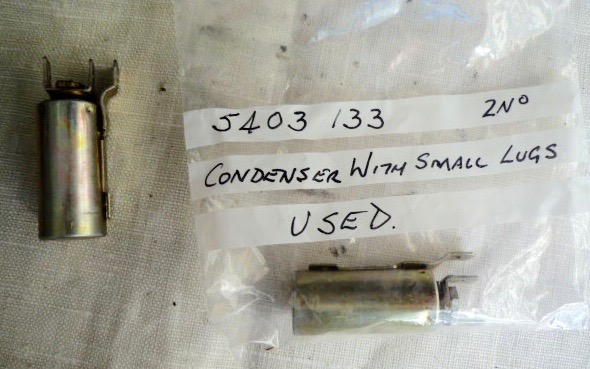 5403 133 2Nº
CONDENSER WITH SMALL LUGS
USED.